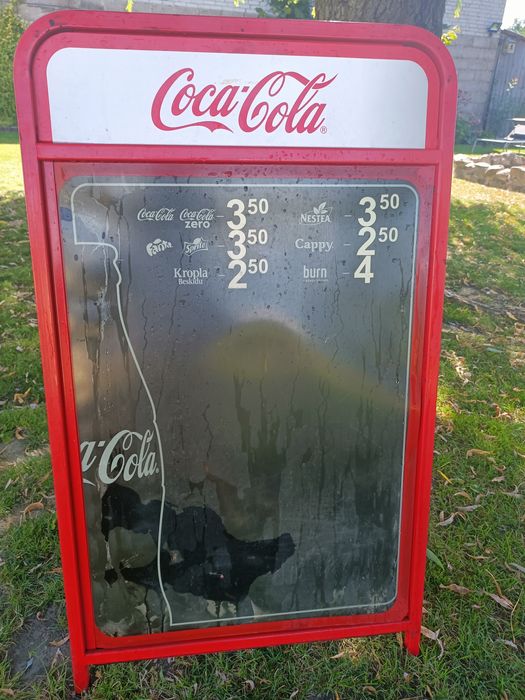 Coca-Cola®
Coca-Cola Coca-Cola zero - 3 50
Fanta Sprite - 3 50
Kropla Beskidu - 2 50
NESTEA - 3 50
Cappy - 2 50
burn - 4
a-Cola